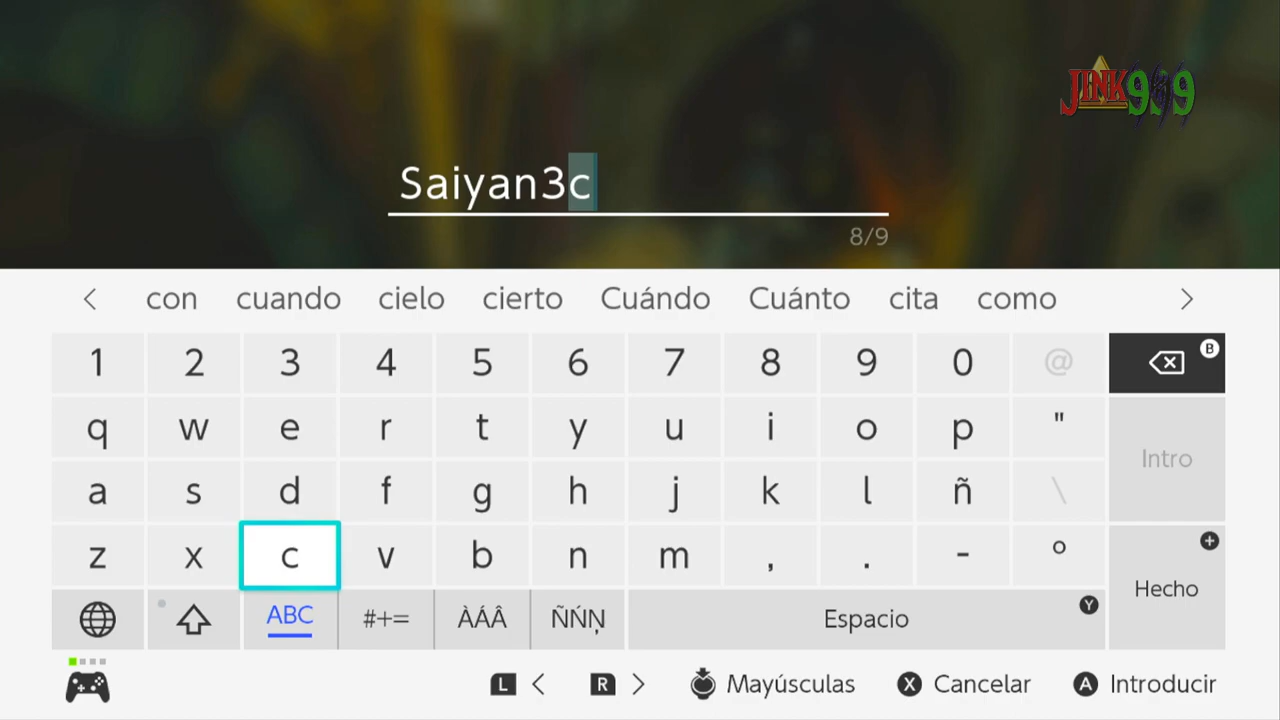 JINK999
Saiyan3c
8/9
< con cuando cielo cierto Cuándo Cuánto cita como >
1 2 3 4 5 6 7 8 9 0 @ B
q w e r t y u i o p " Intro
a s d f g h j k l ñ \
z x c v b n m , . - º + Hecho
ABC #+= ÀÁÂ ÑŃŅ Espacio Y
L < R > Mayúsculas X Cancelar A Introducir